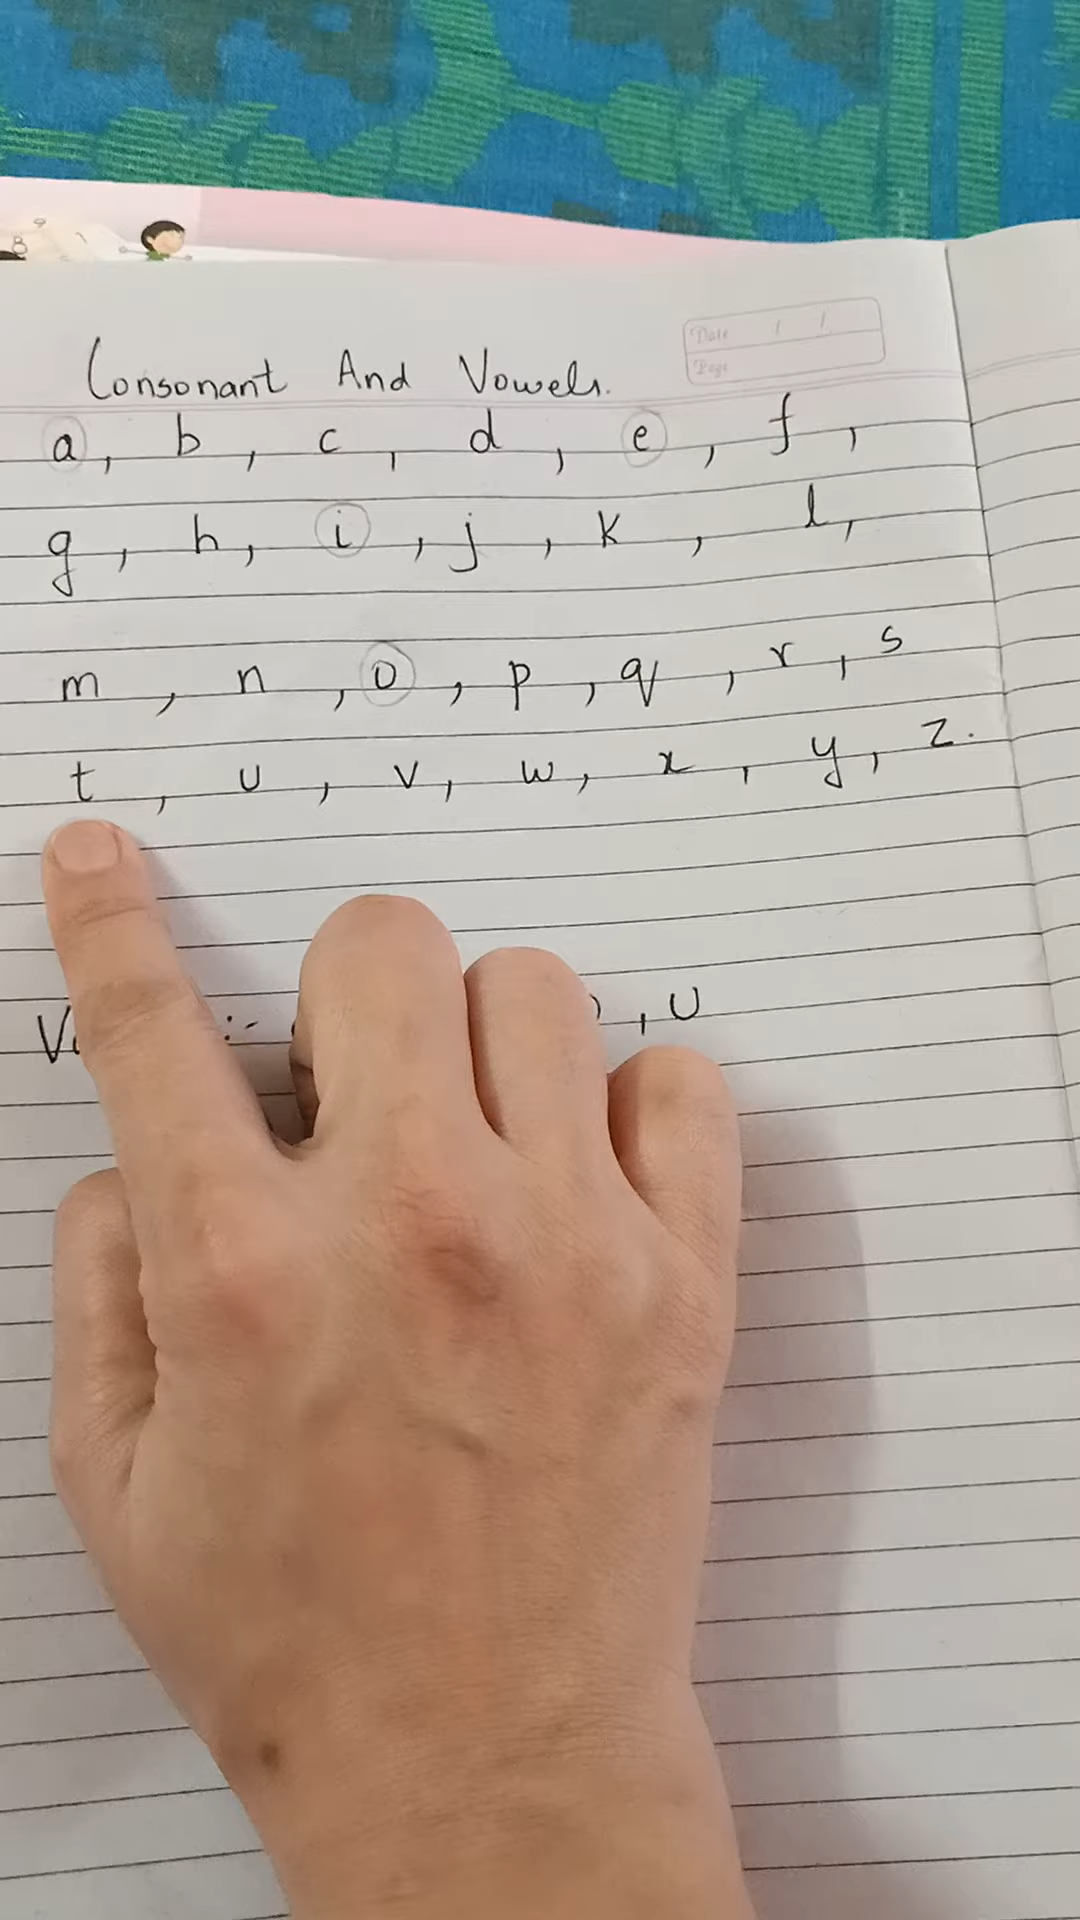 Date / /
Page
Consonant And Vowels.
a, b, c, d, e, f,
g, h, i, j, k, l,
m, n, o, p, q, r, s
t, u, v, w, x, y, z.
:- , U